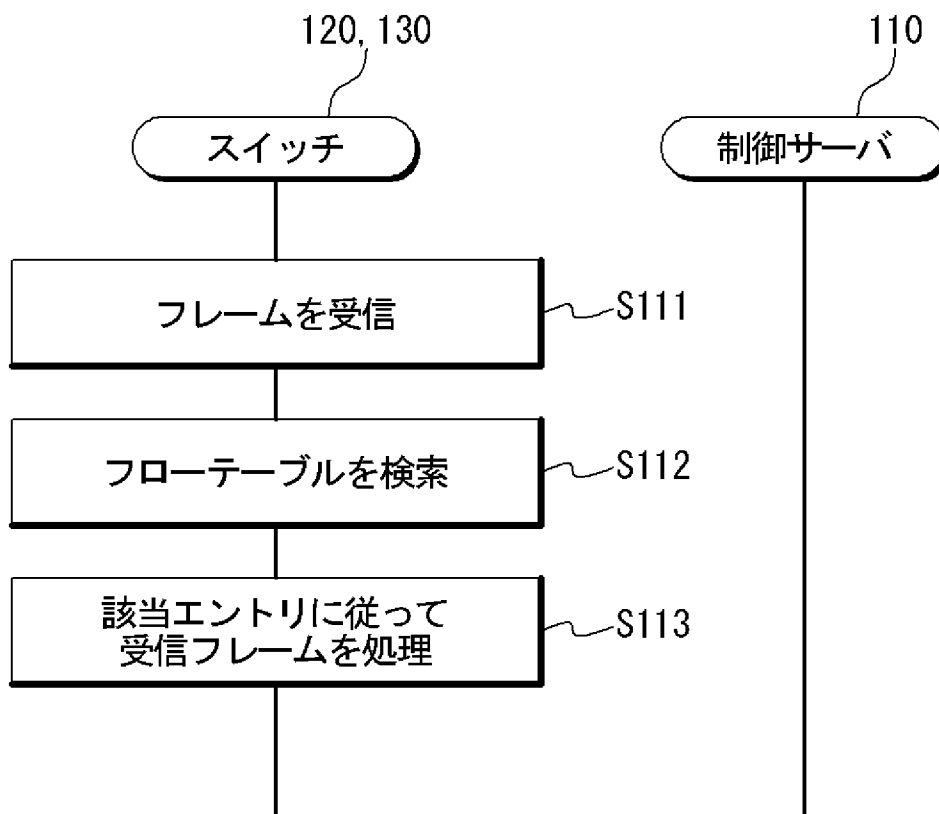 120, 130
110
スイッチ
制御サーバ
フレームを受信
S111
フローテーブルを検索
S112
該当エントリに従って
受信フレームを処理
S113